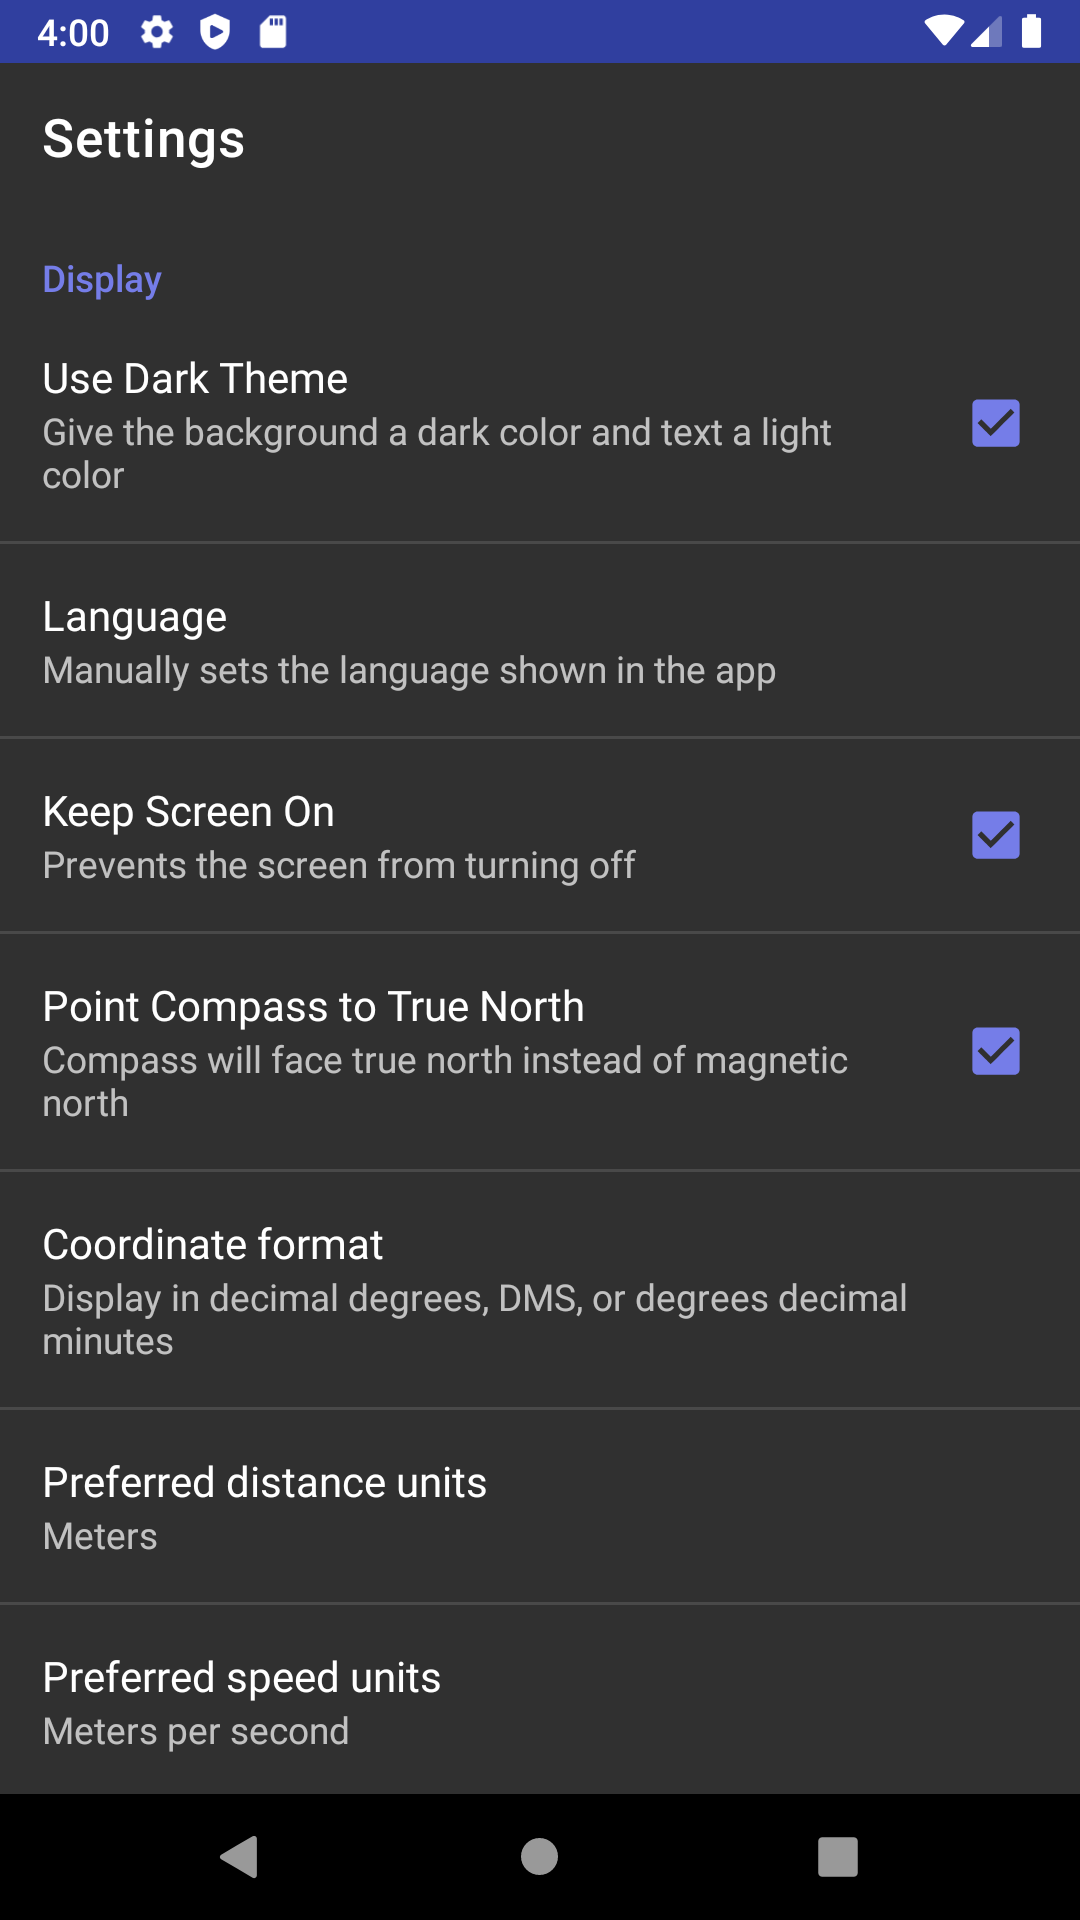 4:00
Settings
Display
Use Dark Theme
Give the background a dark color and text a light
color
Language
Manually sets the language shown in the app
Keep Screen On
Prevents the screen from turning off
Point Compass to True North
Compass will face true north instead of magnetic
north
Coordinate format
Display in decimal degrees, DMS, or degrees decimal
minutes
Preferred distance units
Meters
Preferred speed units
Meters per second